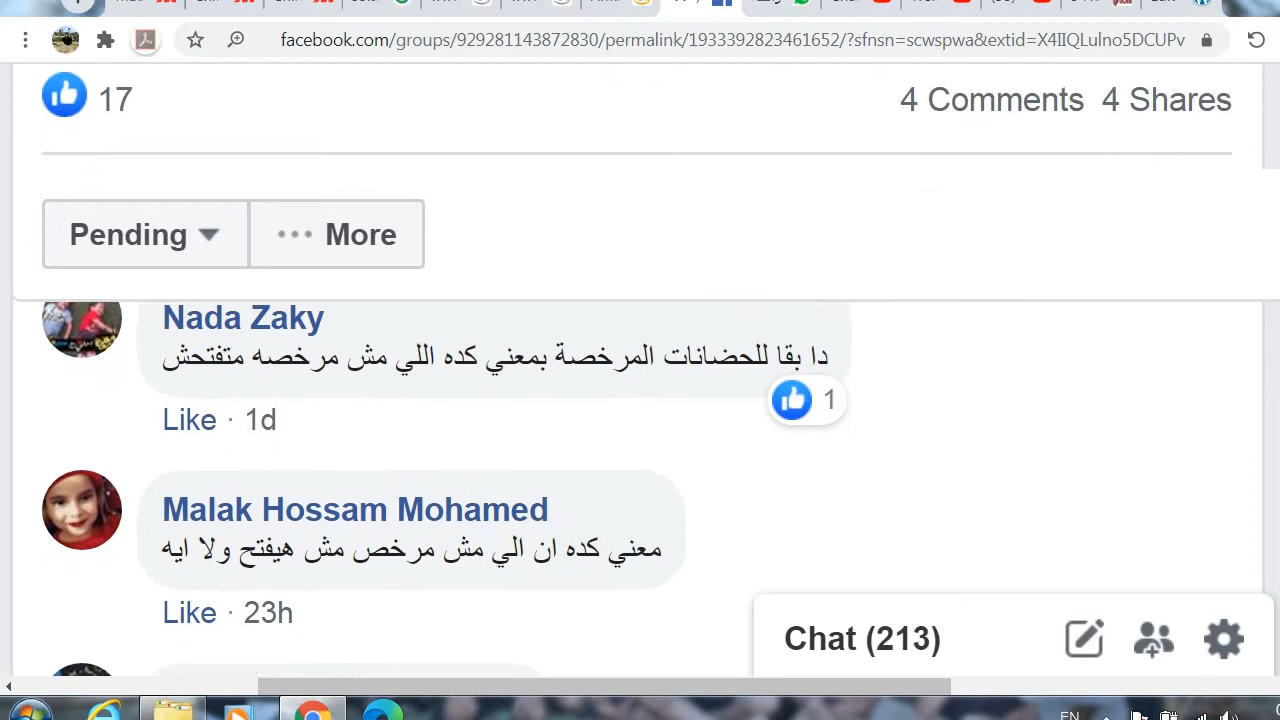 facebook.com/groups/929281143872830/permalink/1933392823461652/?sfnsn=scwspwa&extid=X4IIQLulno5DCUPv
17
4 Comments 4 Shares
Pending
More
Nada Zaky
دا بقا للحضانات المرخصة بمعني كده اللي مش مرخصه متفتحش
1
Like · 1d
Malak Hossam Mohamed
معني كده ان الي مش مرخص مش هيفتح ولا ايه
Like · 23h
Chat (213)
EN